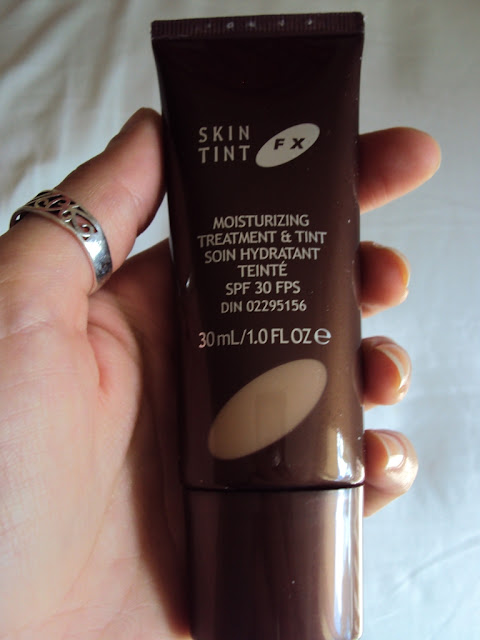 SKIN
TINT FX
MOISTURIZING
TREATMENT & TINT
SOIN HYDRATANT
TEINTÉ
SPF 30 FPS
DIN 02295156
30 mL/1.0 FL OZ ℮